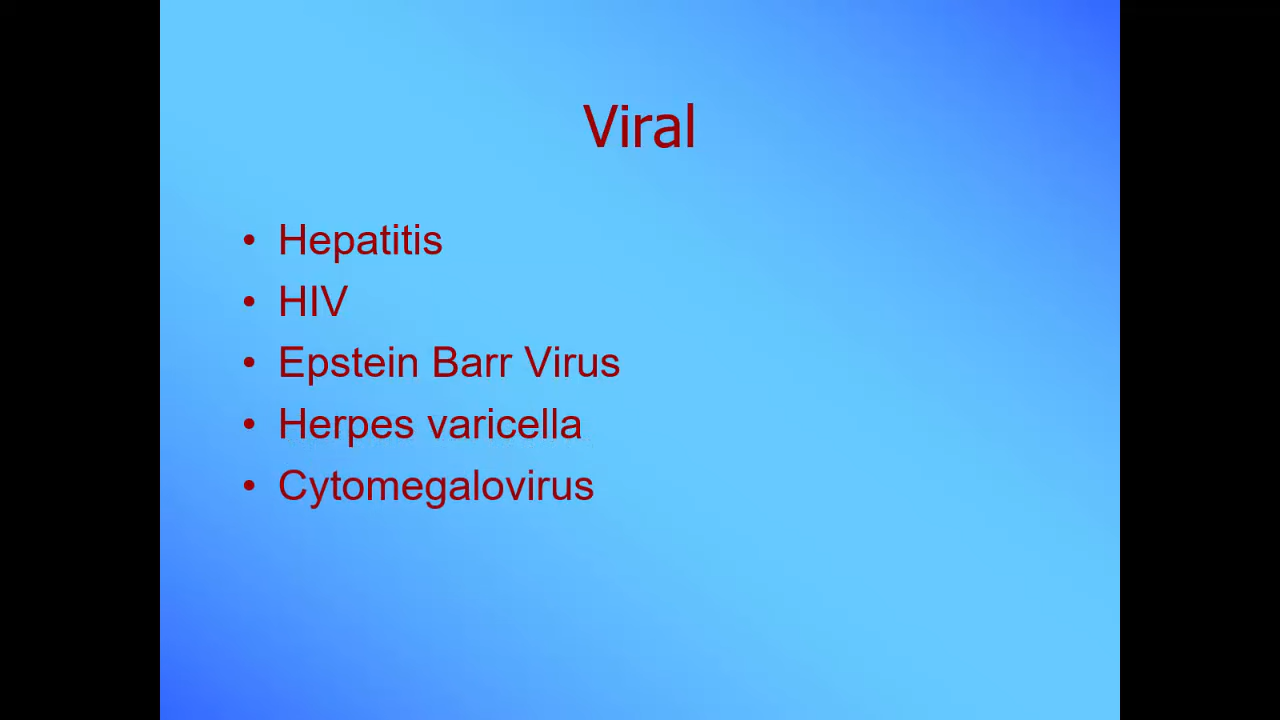 Viral
• Hepatitis
• HIV
• Epstein Barr Virus
• Herpes varicella
• Cytomegalovirus